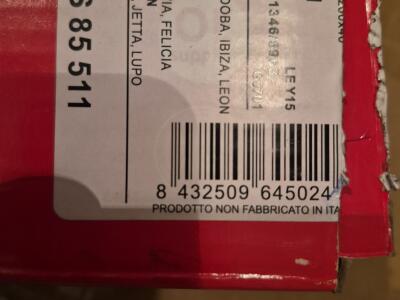 S 85 511
, JETTA, LUPO
N
IA, FELICIA
DOBA, IBIZA, LEON
LEY15
8 432509 645024
PRODOTTO NON FABBRICATO IN ITA